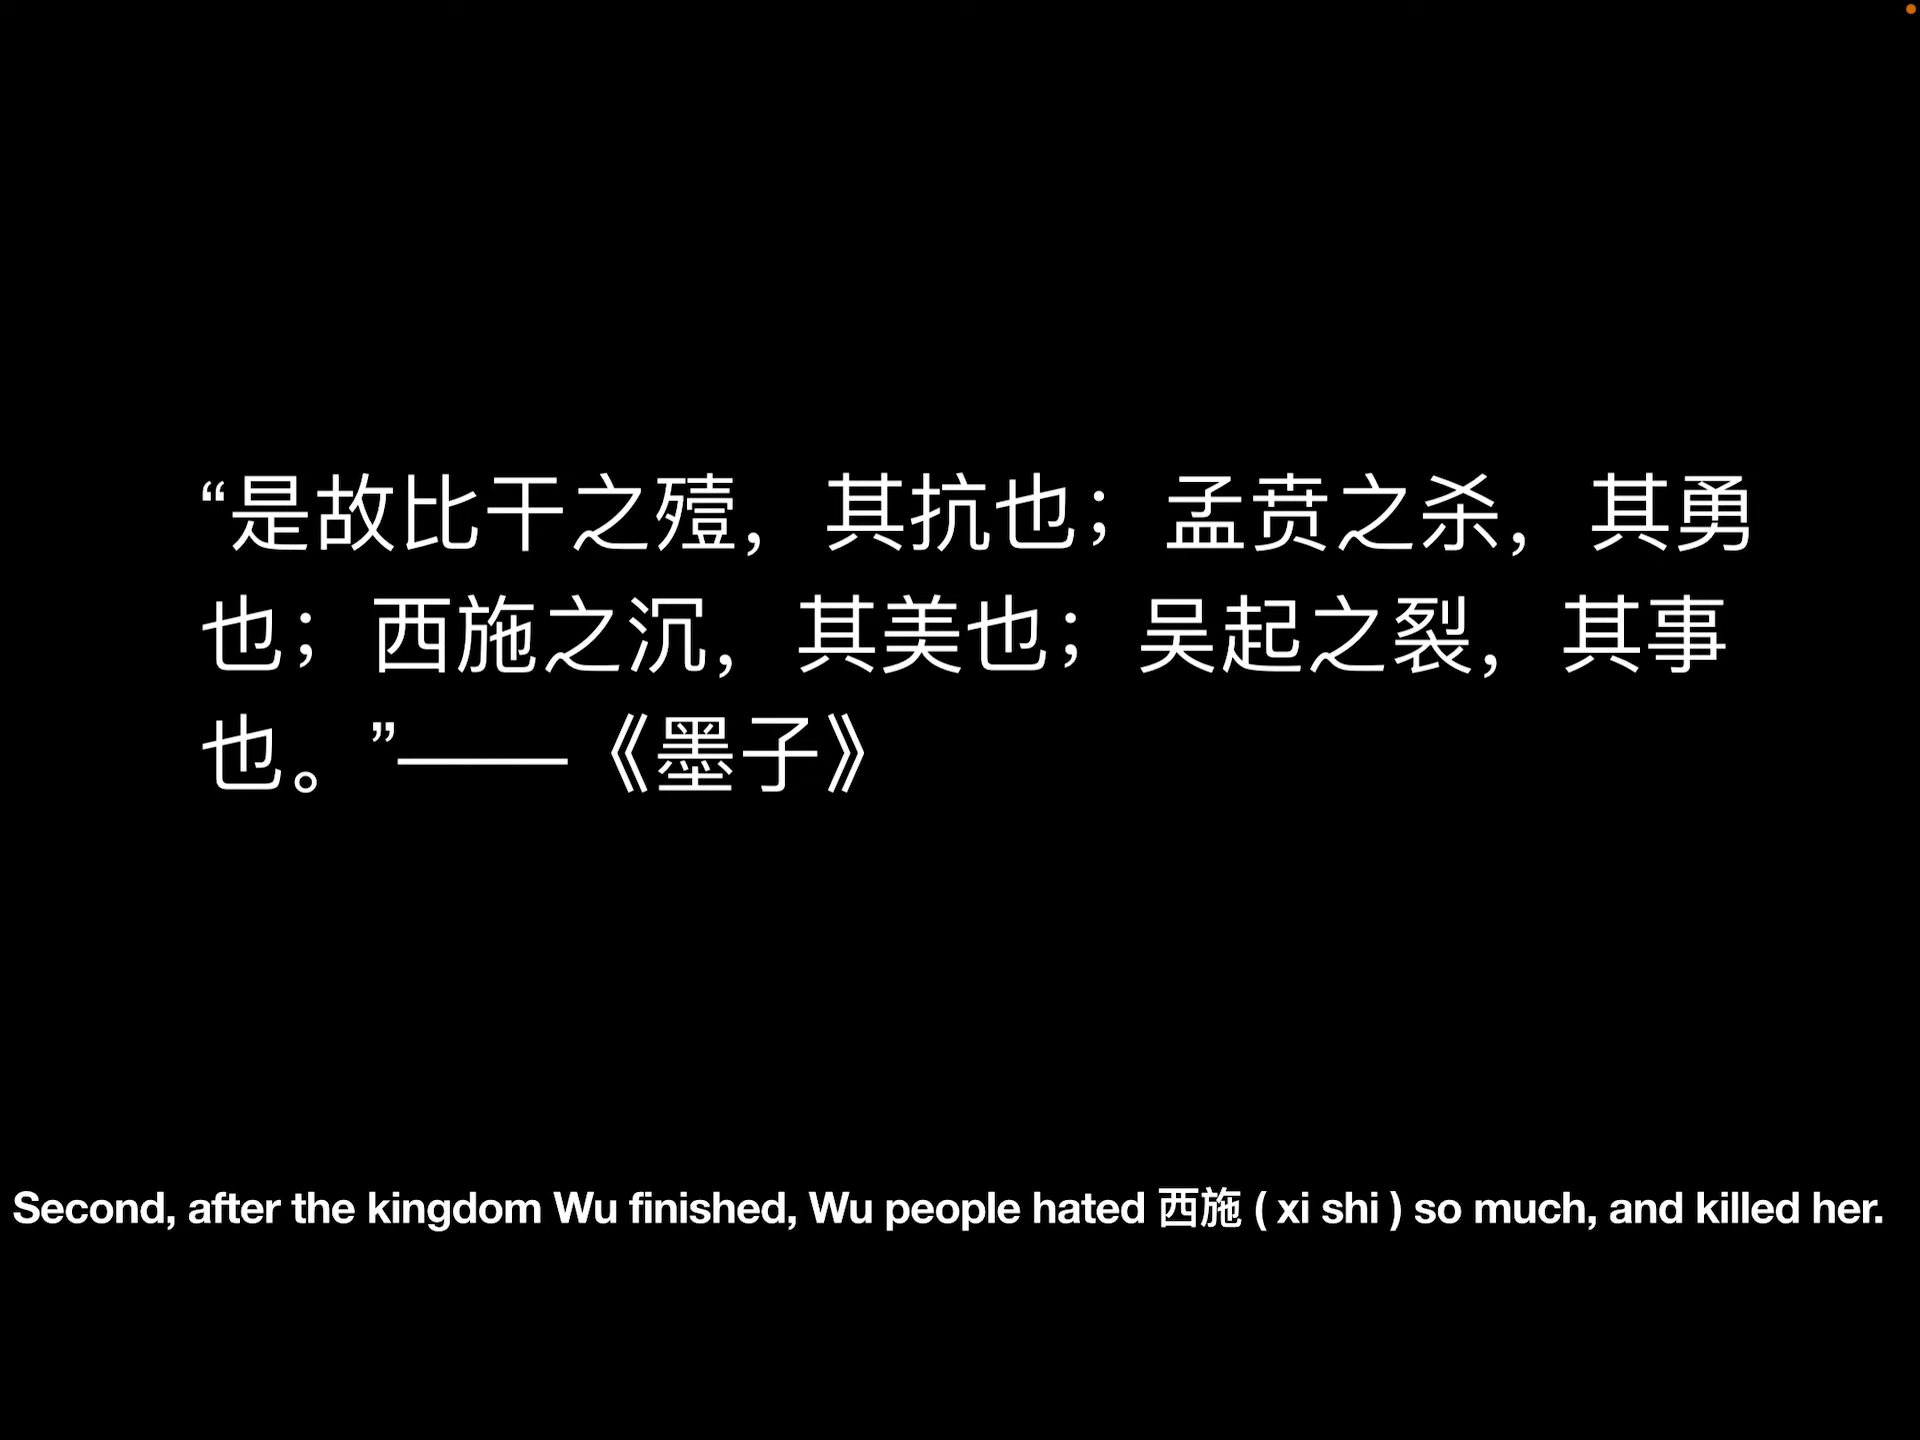 “是故比干之殪，其抗也；孟贲之杀，其勇
也；西施之沉，其美也；吴起之裂，其事
也。”——《墨子》
Second, after the kingdom Wu finished, Wu people hated 西施 ( xi shi ) so much, and killed her.